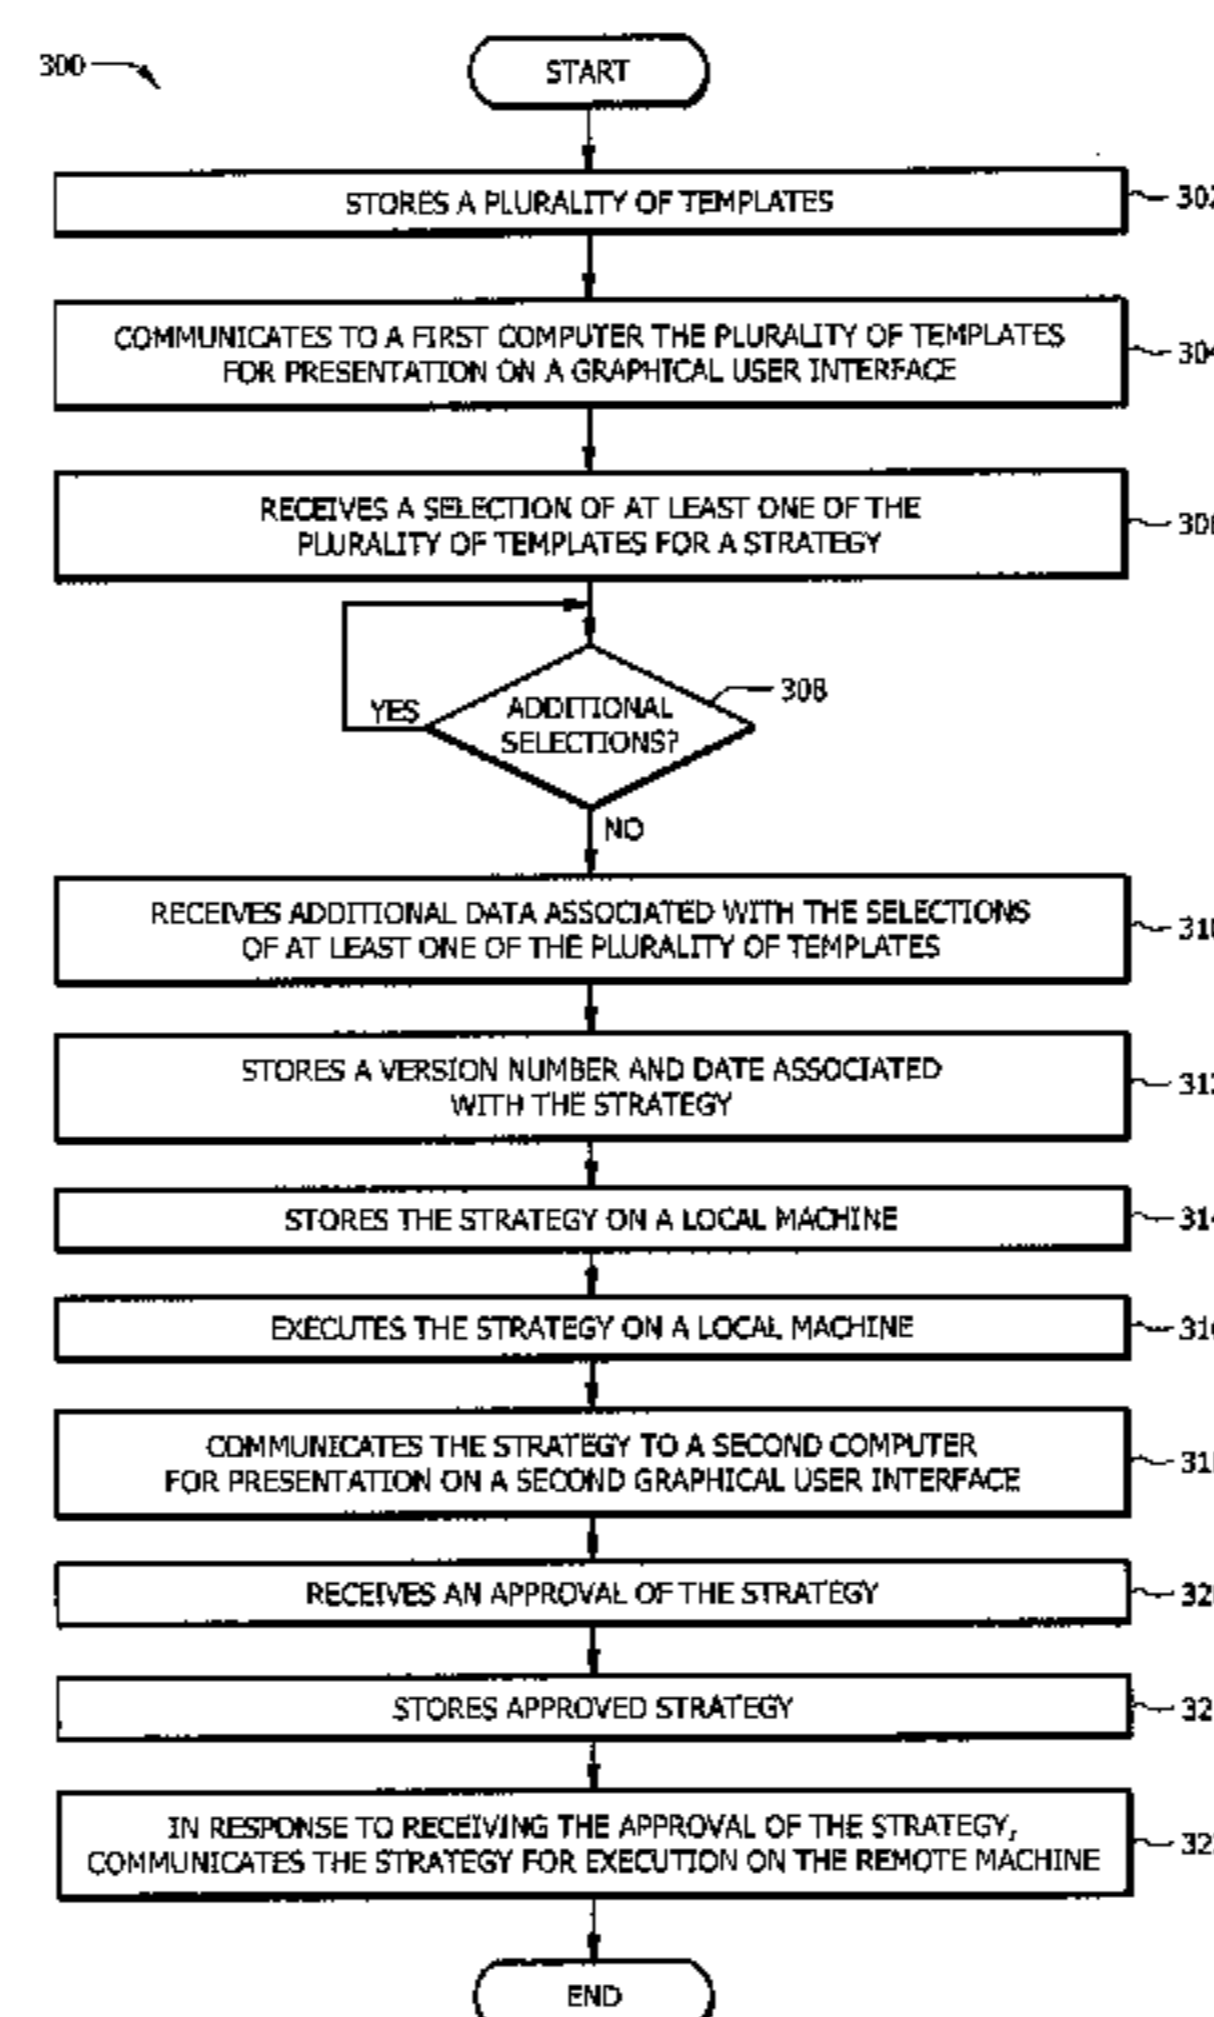 300
START
STORES A PLURALITY OF TEMPLATES
COMMUNICATES TO A FIRST COMPUTER THE PLURALITY OF TEMPLATES
FOR PRESENTATION ON A GRAPHICAL USER INTERFACE
RECEIVES A SELECTION OF AT LEAST ONE OF THE
PLURALITY OF TEMPLATES FOR A STRATEGY
308
YES
ADDITIONAL
SELECTIONS?
NO
RECEIVES ADDITIONAL DATA ASSOCIATED WITH THE SELECTIONS
OF AT LEAST ONE OF THE PLURALITY OF TEMPLATES
STORES A VERSION NUMBER AND DATE ASSOCIATED
WITH THE STRATEGY
STORES THE STRATEGY ON A LOCAL MACHINE
EXECUTES THE STRATEGY ON A LOCAL MACHINE
COMMUNICATES THE STRATEGY TO A SECOND COMPUTER
FOR PRESENTATION ON A SECOND GRAPHICAL USER INTERFACE
RECEIVES AN APPROVAL OF THE STRATEGY
STORES APPROVED STRATEGY
IN RESPONSE TO RECEIVING THE APPROVAL OF THE STRATEGY,
COMMUNICATES THE STRATEGY FOR EXECUTION ON THE REMOTE MACHINE
END